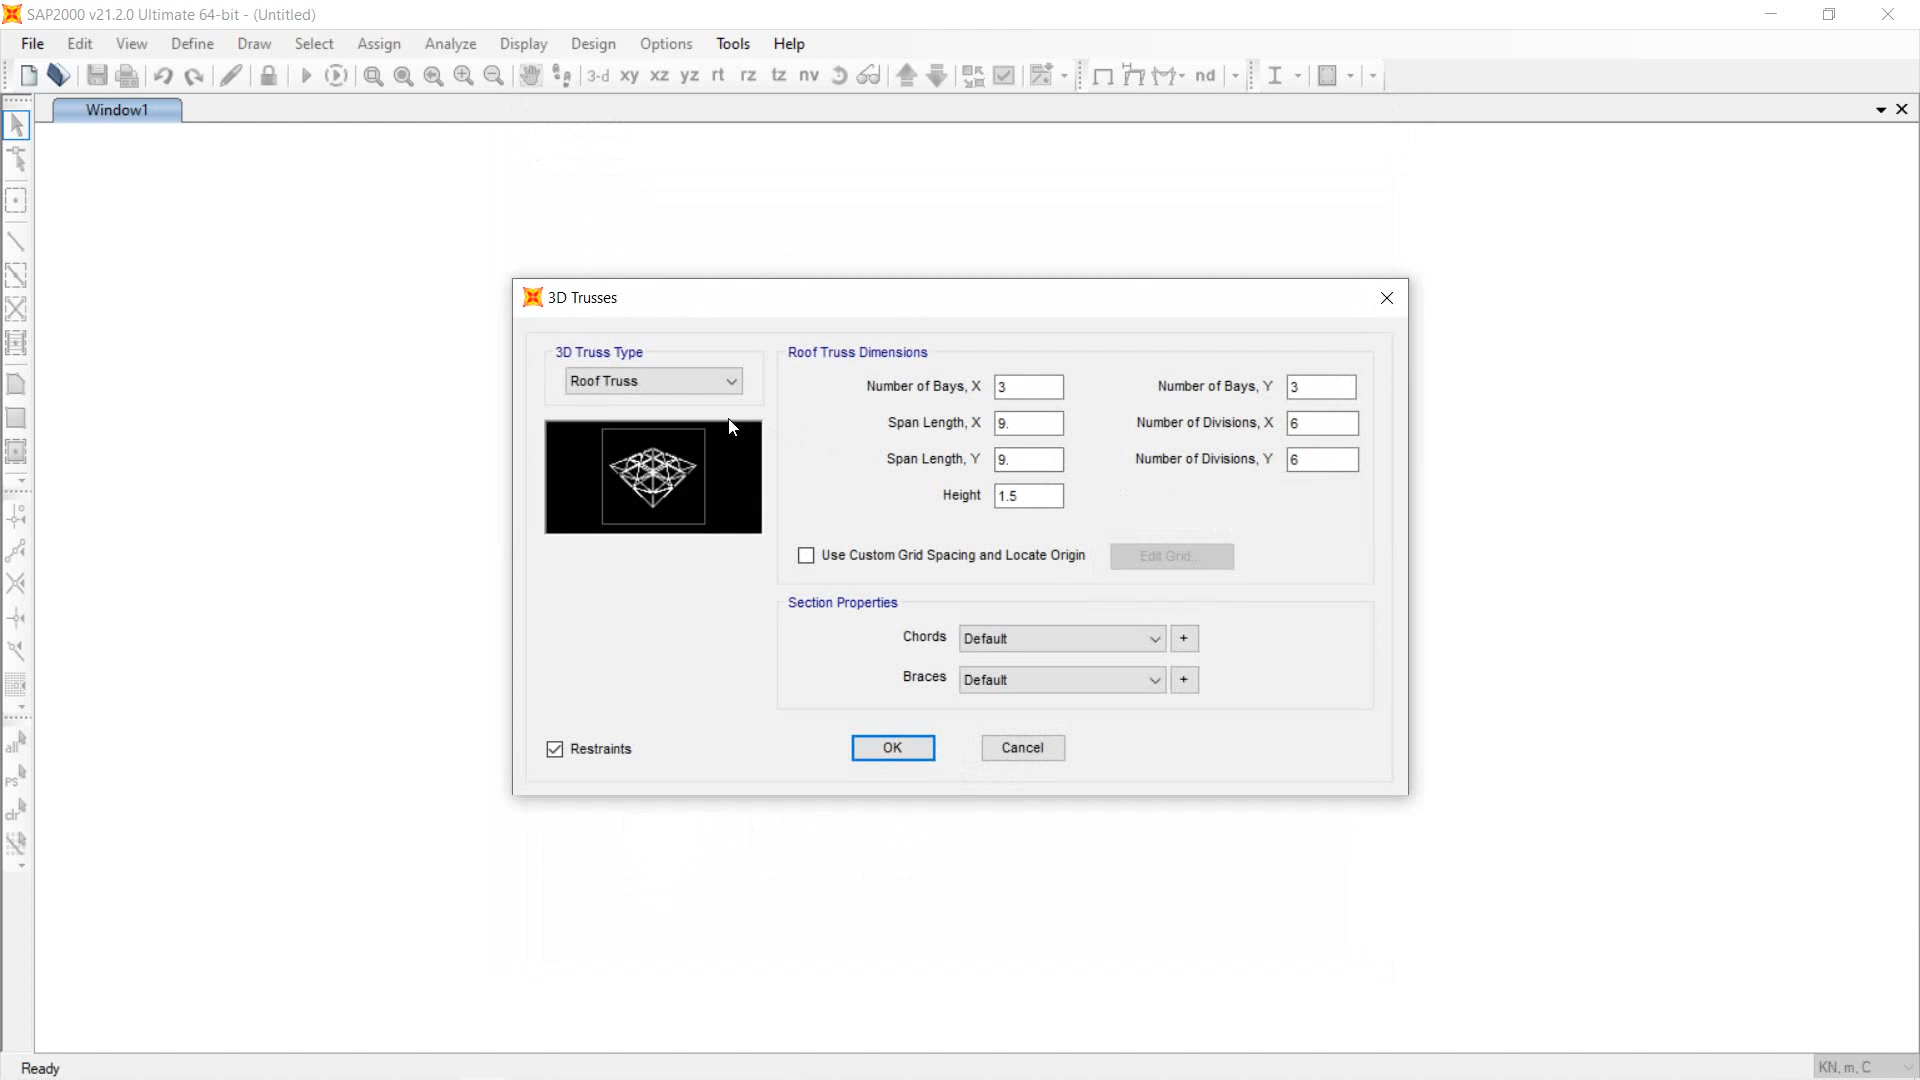 SAP2000 v21.2.0 Ultimate 64-bit - (Untitled)
File Edit View Define Draw Select Assign Analyze Display Design Options Tools Help
3-d xy xz yz rt rz tz nv nd
Window1
3D Trusses
3D Truss Type
Roof Truss
Roof Truss Dimensions
Number of Bays, X 3 Number of Bays, Y 3
Span Length, X 9. Number of Divisions, X 6
Span Length, Y 9. Number of Divisions, Y 6
Height 1.5
Use Custom Grid Spacing and Locate Origin Edit Grid...
Section Properties
Chords Default +
Braces Default +
Restraints OK Cancel
all
PS
clr
Ready KN, m, C